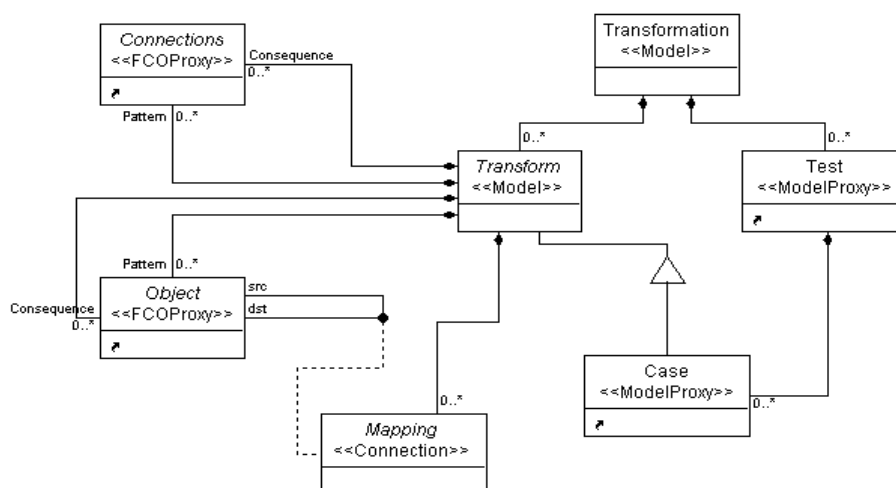 Connections
<<FCOProxy>>
Consequence
0..*
Pattern 0..*
Transformation
<<Model>>
0..*
0..*
Transform
<<Model>>
Test
<<ModelProxy>>
Pattern 0..*
Consequence
0..*
Object
<<FCOProxy>>
src
dst
Case
<<ModelProxy>>
0..*
0..*
Mapping
<<Connection>>